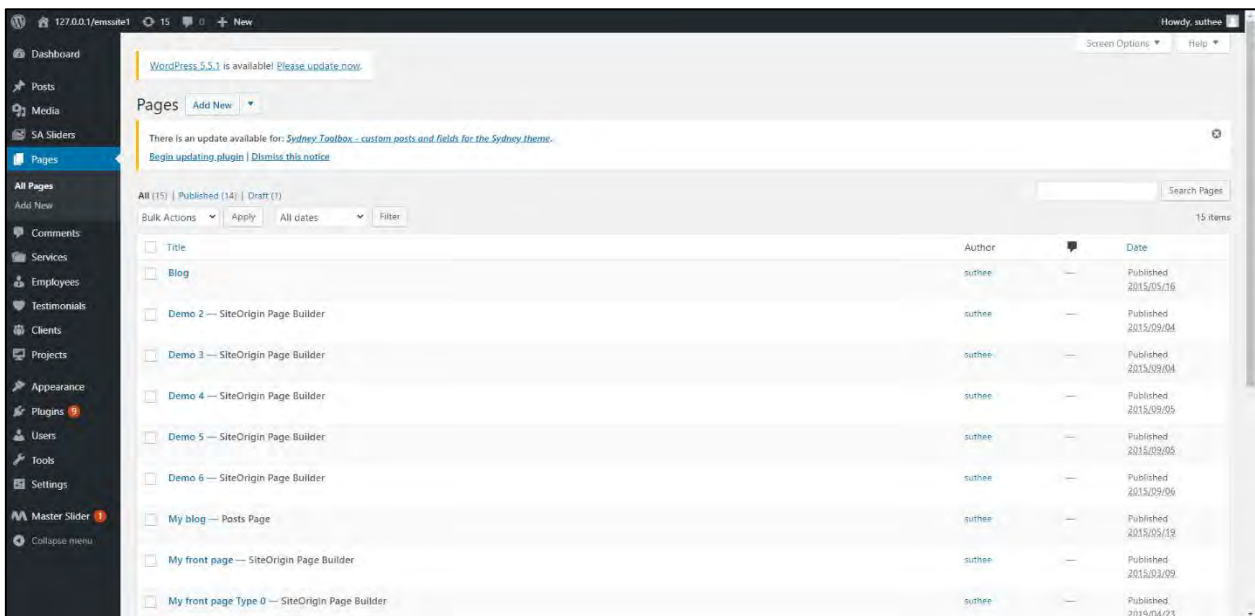 127.0.0.1/emssite1 15 0 + New Howdy, suthee
Screen Options ▼ Help ▼
Dashboard
Posts
Media
SA Sliders
Pages
All Pages
Add New
Comments
Services
Employees
Testimonials
Clients
Projects
Appearance
Plugins 9
Users
Tools
Settings
Master Slider 1
Collapse menu
WordPress 5.5.1 is available! Please update now.
Pages Add New ▼
There is an update available for: Sydney Toolbox - custom posts and fields for the Sydney theme.
Begin updating plugin | Dismiss this notice
All (15) | Published (14) | Draft (1)
Search Pages
Bulk Actions Apply All dates Filter 15 items
Title Author Date
Blog suthee — Published
2015/05/16
Demo 2 — SiteOrigin Page Builder suthee — Published
2015/09/04
Demo 3 — SiteOrigin Page Builder suthee — Published
2015/09/04
Demo 4 — SiteOrigin Page Builder suthee — Published
2015/09/05
Demo 5 — SiteOrigin Page Builder suthee — Published
2015/09/05
Demo 6 — SiteOrigin Page Builder suthee — Published
2015/09/06
My blog — Posts Page suthee — Published
2015/05/19
My front page — SiteOrigin Page Builder suthee — Published
2015/03/09
My front page Type 0 — SiteOrigin Page Builder suthee — Published
2019/04/23